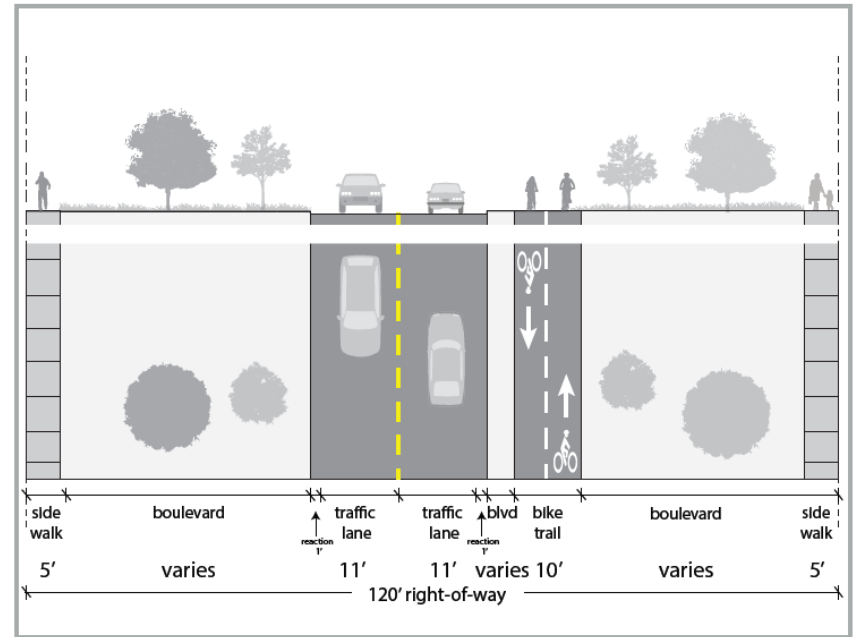 side walk
boulevard
reaction 1'
traffic lane
traffic lane
reaction 1'
blvd
bike trail
boulevard
side walk
5'
varies
11'
11'
varies
10'
varies
5'
120' right-of-way